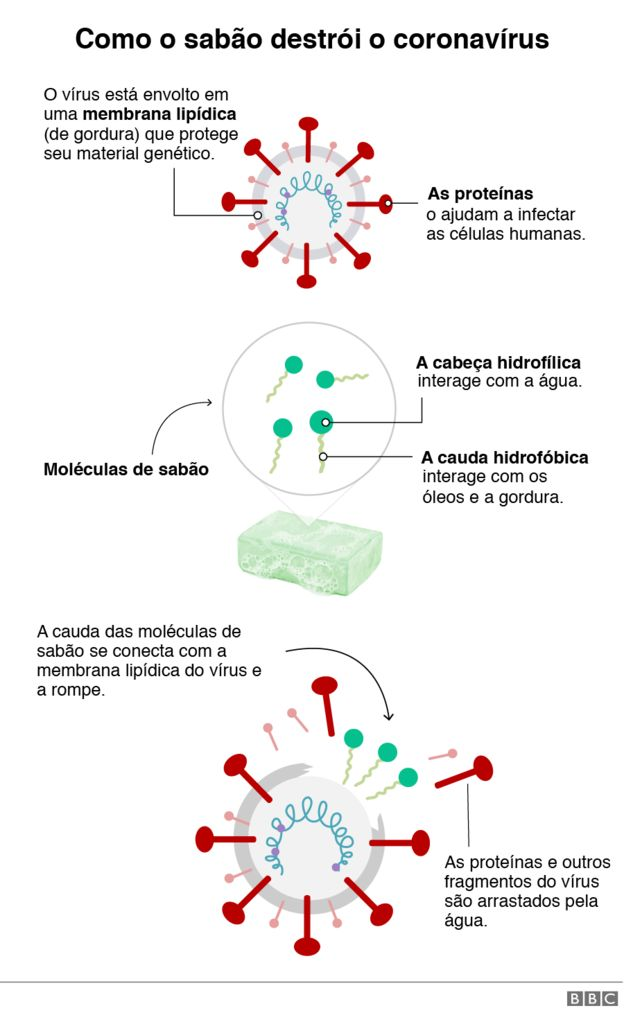 Como o sabão destrói o coronavírus
O vírus está envolto em
uma membrana lipídica
(de gordura) que protege
seu material genético.
As proteínas
o ajudam a infectar
as células humanas.
A cabeça hidrofílica
interage com a água.
Moléculas de sabão
A cauda hidrofóbica
interage com os
óleos e a gordura.
A cauda das moléculas de
sabão se conecta com a
membrana lipídica do vírus e
a rompe.
As proteínas e outros
fragmentos do vírus
são arrastados pela
água.
BBC